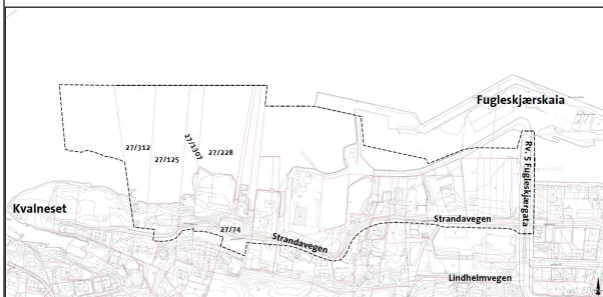 Fugleskjærskaia
27/312
27/125
27/1307
27/228
Rv. 5 Fugleskjærgata
Kvalneset
27/74
Strandavegen
Strandavegen
Lindheimvegen